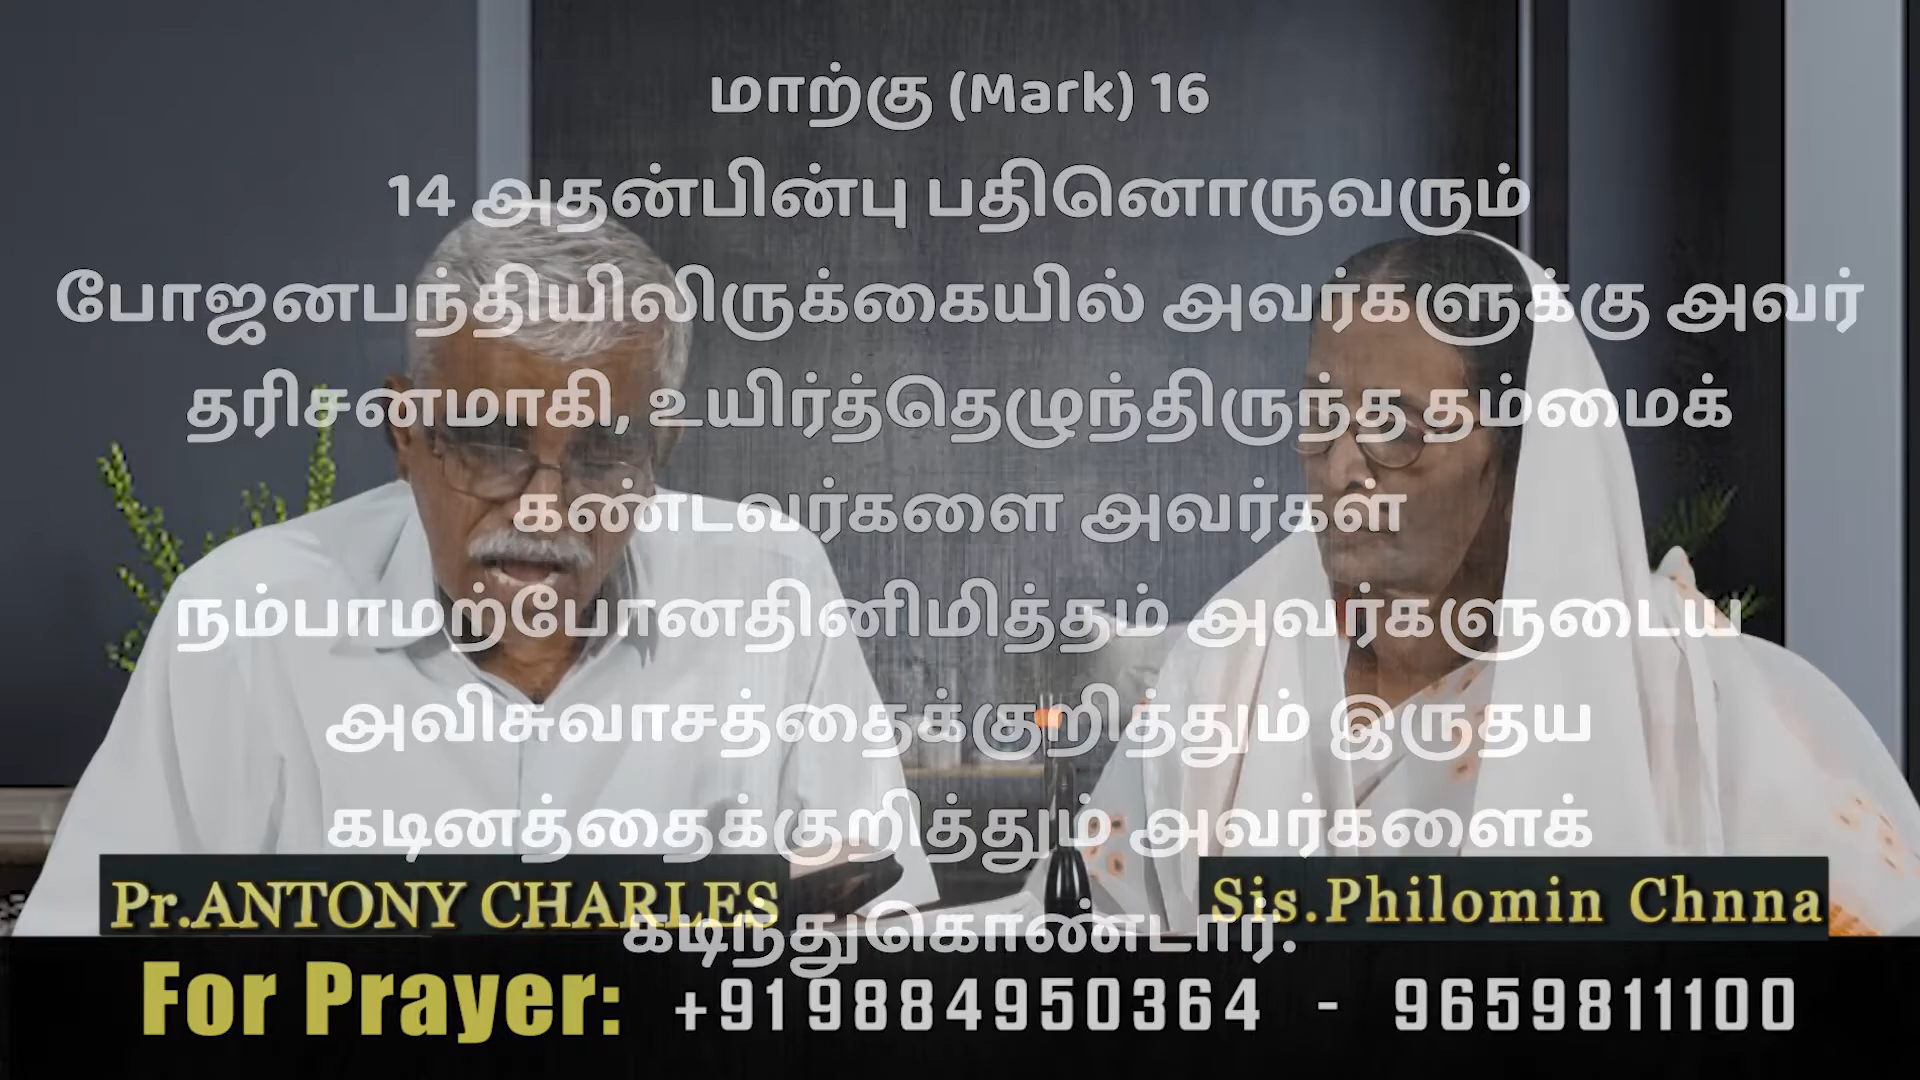 மாற்கு (Mark) 16
14 அதன்பின்பு பதினொருவரும்
போஜனபந்தியிலிருக்கையில் அவர்களுக்கு அவர்
தரிசனமாகி, உயிர்த்தெழுந்திருந்த தம்மைக்
கண்டவர்களை அவர்கள்
நம்பாமற்போனதினிமித்தம் அவர்களுடைய
அவிசுவாசத்தைக்குறித்தும் இருதய
கடினத்தைக்குறித்தும் அவர்களைக்
கடிந்துகொண்டார்.
Pr.ANTONY CHARLES
Sis.Philomin Chnna
For Prayer: +919884950364 - 9659811100